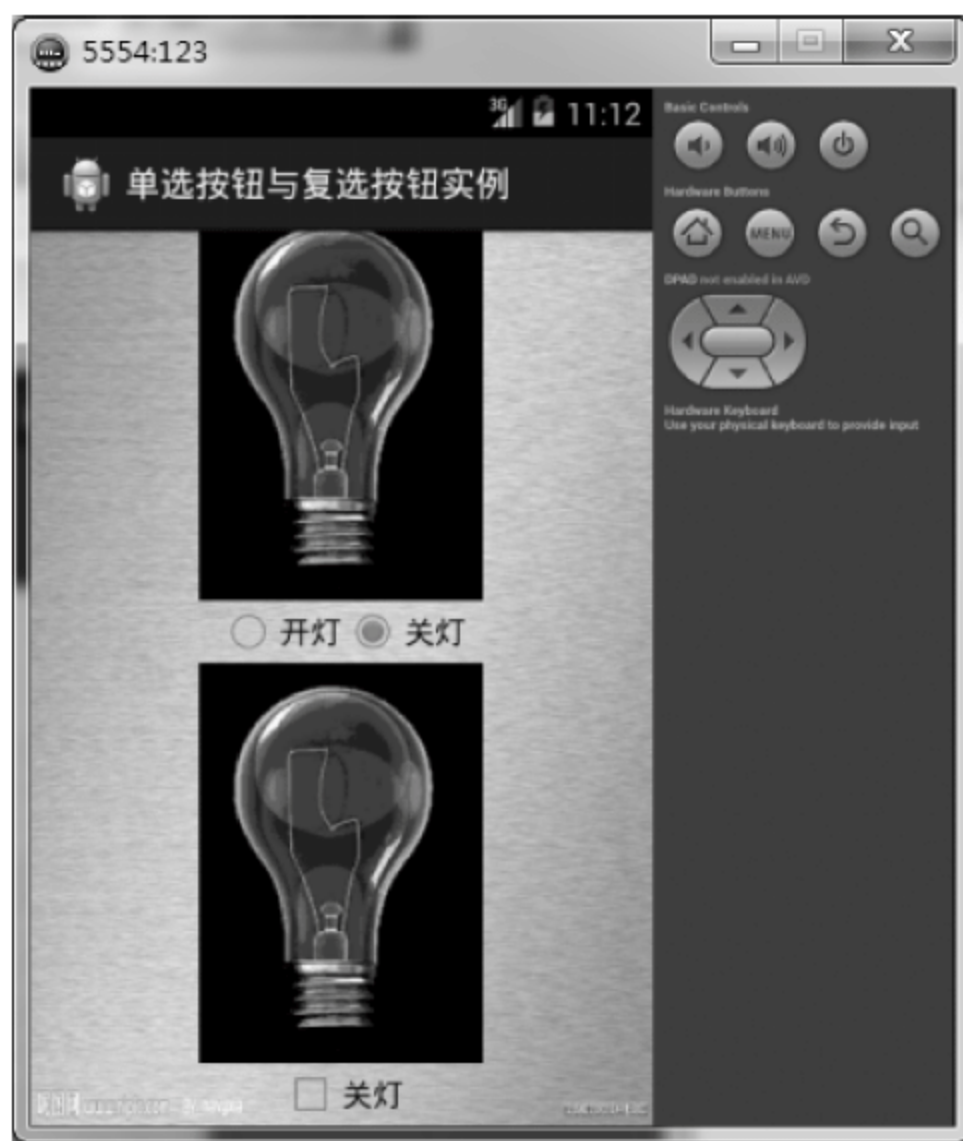 5554:123
3G 11:12
单选按钮与复选按钮实例
开灯 关灯
关灯
Basic Controls
Hardware Buttons
MENU
DPAD not enabled in AVD
Hardware Keyboard
Use your physical keyboard to provide input